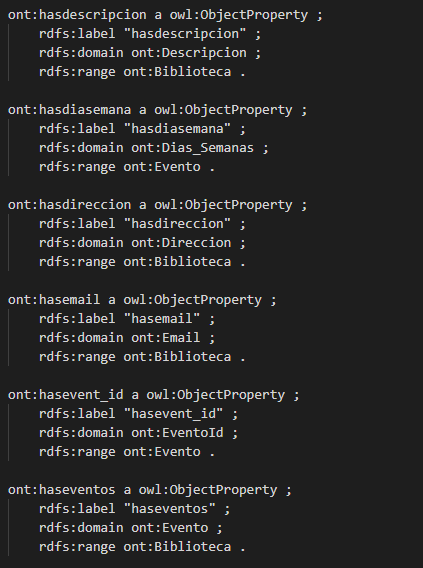 ont:hasdescripcion a owl:ObjectProperty ;
rdfs:label "hasdescripcion" ;
rdfs:domain ont:Descripcion ;
rdfs:range ont:Biblioteca .
ont:hasdiasemana a owl:ObjectProperty ;
rdfs:label "hasdiasemana" ;
rdfs:domain ont:Dias_Semanas ;
rdfs:range ont:Evento .
ont:hasdireccion a owl:ObjectProperty ;
rdfs:label "hasdireccion" ;
rdfs:domain ont:Direccion ;
rdfs:range ont:Biblioteca .
ont:hasemail a owl:ObjectProperty ;
rdfs:label "hasemail" ;
rdfs:domain ont:Email ;
rdfs:range ont:Biblioteca .
ont:hasevent_id a owl:ObjectProperty ;
rdfs:label "hasevent_id" ;
rdfs:domain ont:EventoId ;
rdfs:range ont:Evento .
ont:haseventos a owl:ObjectProperty ;
rdfs:label "haseventos" ;
rdfs:domain ont:Evento ;
rdfs:range ont:Biblioteca .